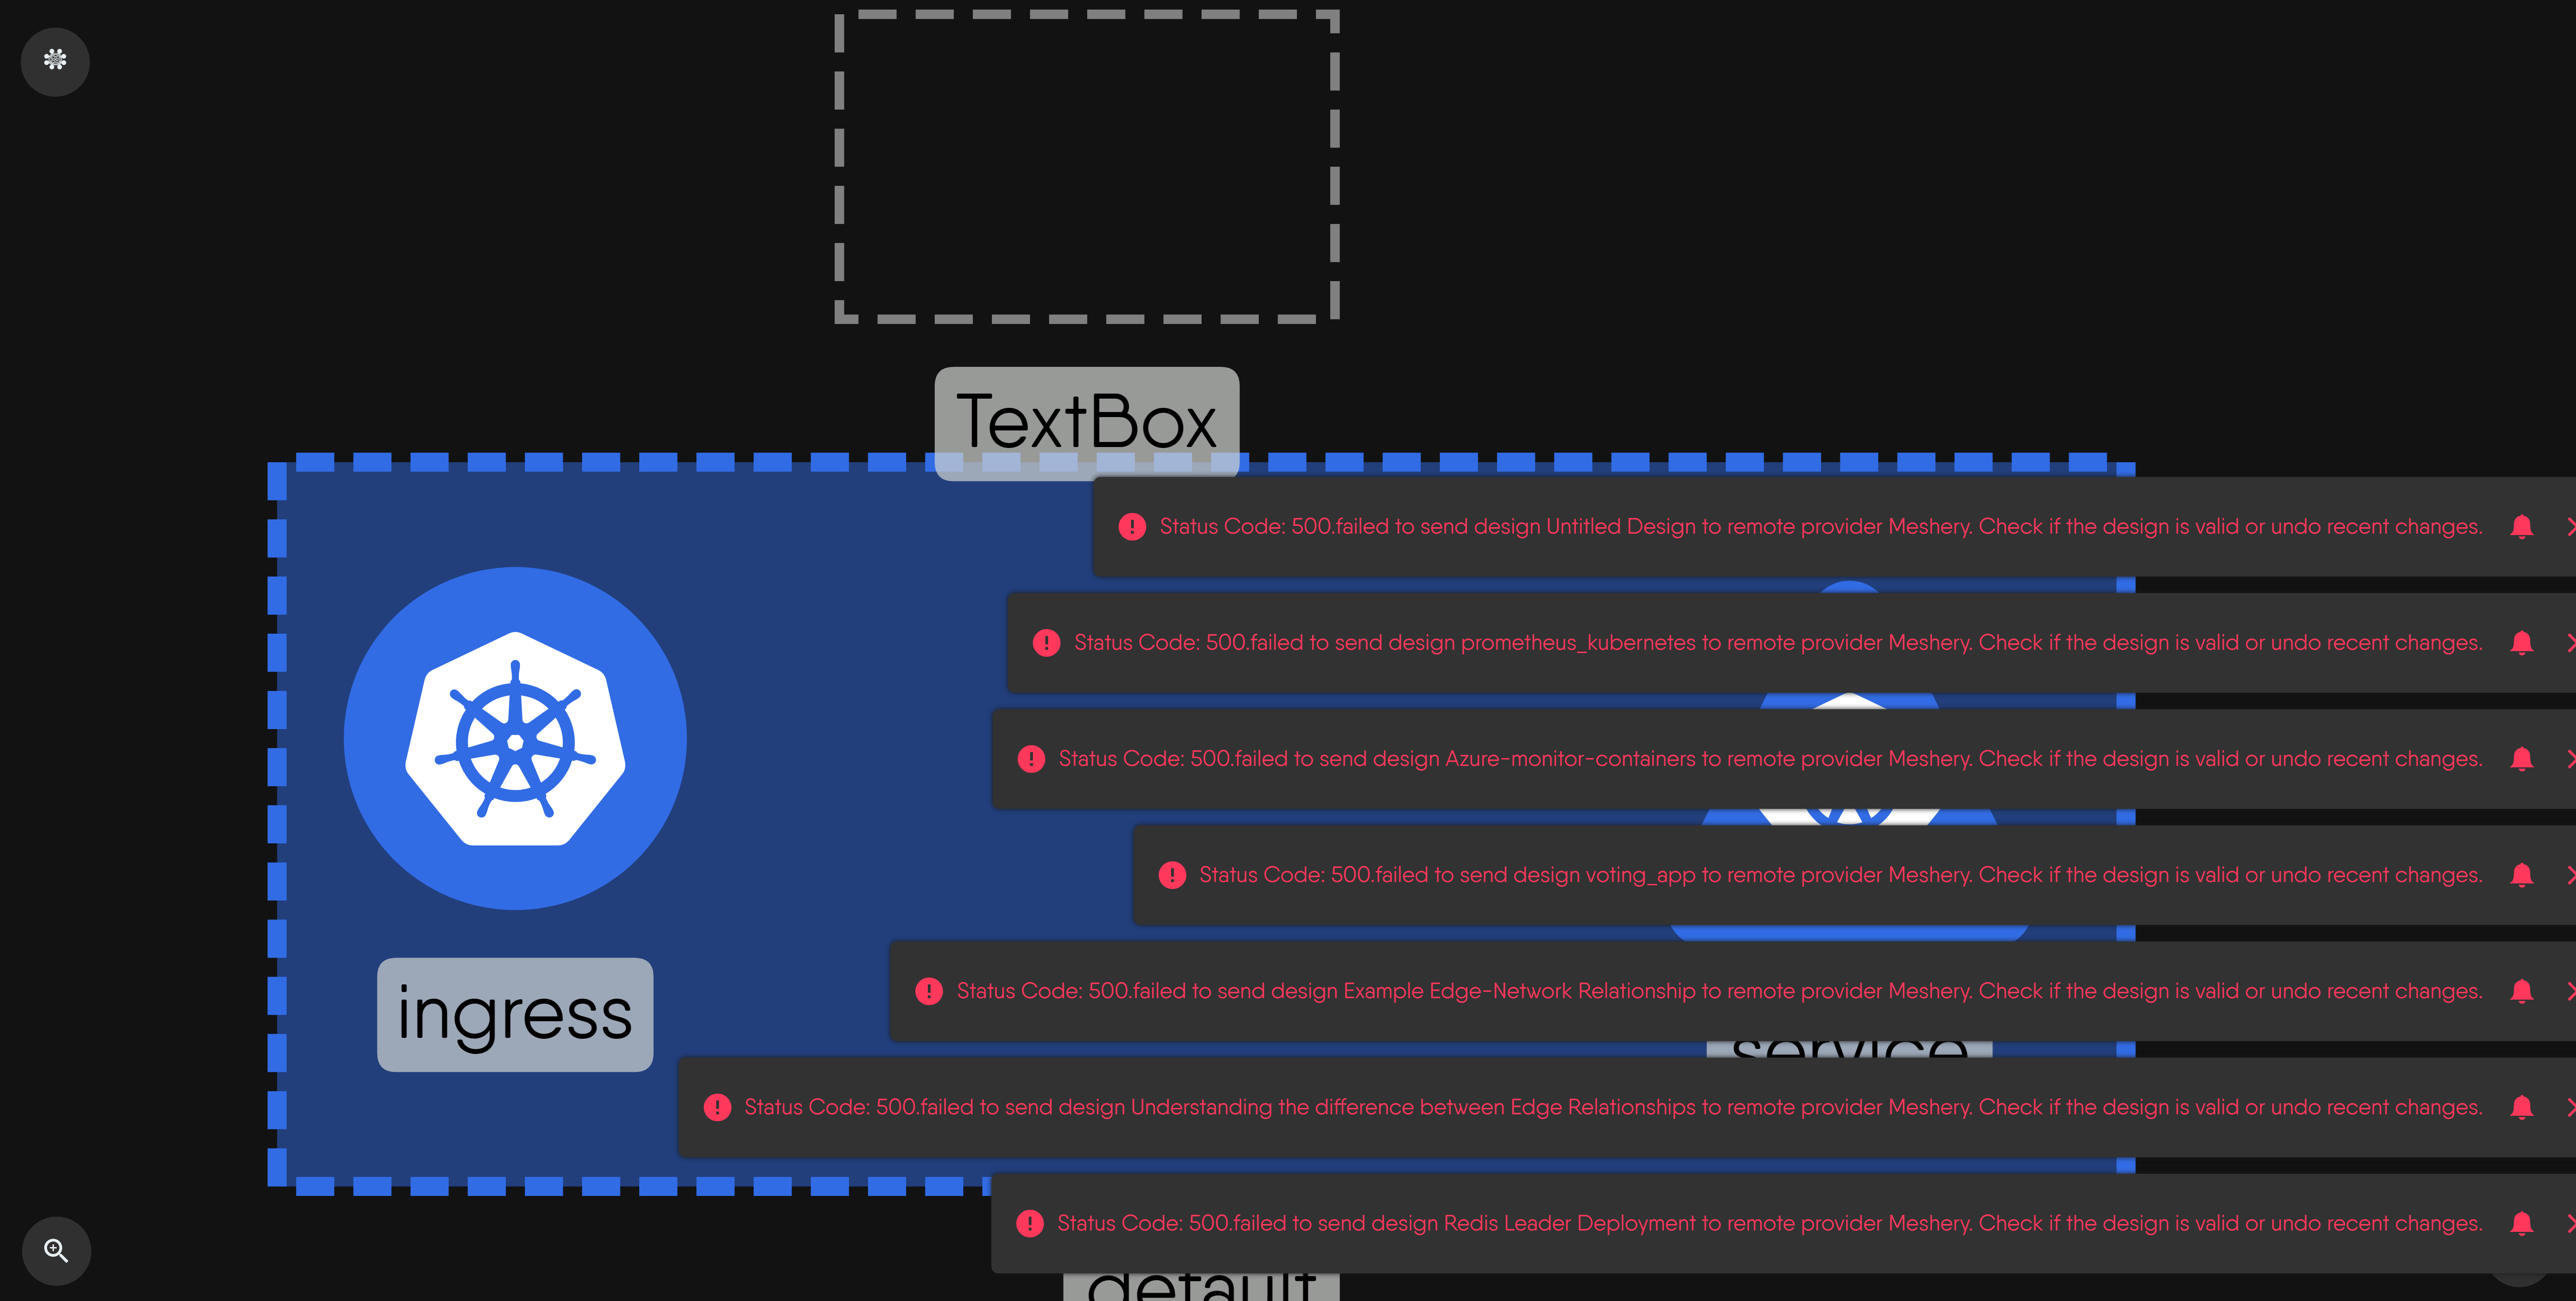 TextBox
Status Code: 500.failed to send design Untitled Design to remote provider Meshery. Check if the design is valid or undo recent changes.
Status Code: 500.failed to send design prometheus_kubernetes to remote provider Meshery. Check if the design is valid or undo recent changes.
Status Code: 500.failed to send design Azure-monitor-containers to remote provider Meshery. Check if the design is valid or undo recent changes.
Status Code: 500.failed to send design voting_app to remote provider Meshery. Check if the design is valid or undo recent changes.
Status Code: 500.failed to send design Example Edge-Network Relationship to remote provider Meshery. Check if the design is valid or undo recent changes.
ingress
service
Status Code: 500.failed to send design Understanding the difference between Edge Relationships to remote provider Meshery. Check if the design is valid or undo recent changes.
Status Code: 500.failed to send design Redis Leader Deployment to remote provider Meshery. Check if the design is valid or undo recent changes.
default